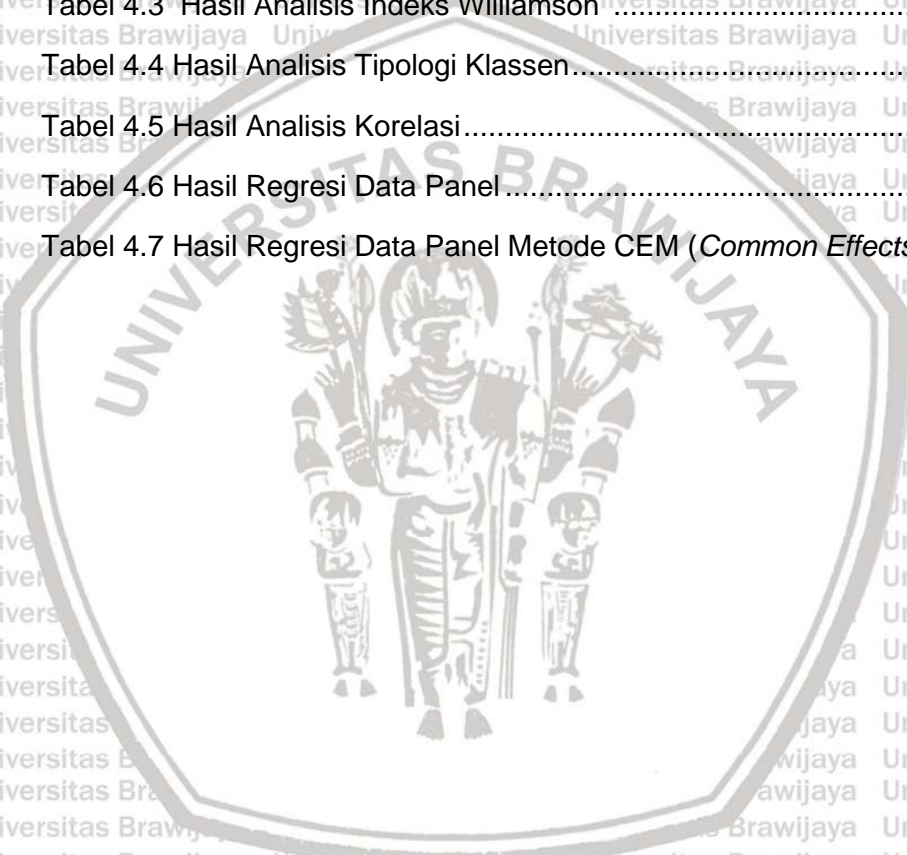 Tabel 4.3 Hasil Analisis Indeks Williamson ........................................
Tabel 4.4 Hasil Analisis Tipologi Klassen........................................
Tabel 4.5 Hasil Analisis Korelasi........................................
Tabel 4.6 Hasil Regresi Data Panel........................................
Tabel 4.7 Hasil Regresi Data Panel Metode CEM (Common Effects
UNIVERSITAS BRAWIJAYA